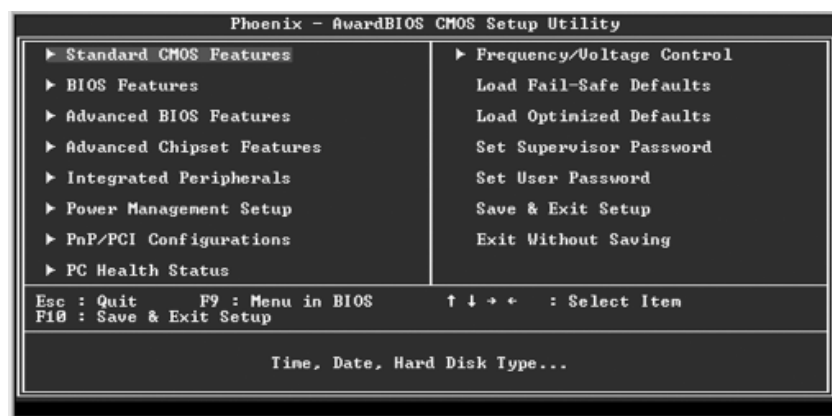 Phoenix - AwardBIOS CMOS Setup Utility
▶ Standard CMOS Features
▶ BIOS Features
▶ Advanced BIOS Features
▶ Advanced Chipset Features
▶ Integrated Peripherals
▶ Power Management Setup
▶ PnP/PCI Configurations
▶ PC Health Status
▶ Frequency/Voltage Control
Load Fail-Safe Defaults
Load Optimized Defaults
Set Supervisor Password
Set User Password
Save & Exit Setup
Exit Without Saving
Esc : Quit F9 : Menu in BIOS ↑ ↓ → ← : Select Item
F10 : Save & Exit Setup
Time, Date, Hard Disk Type...